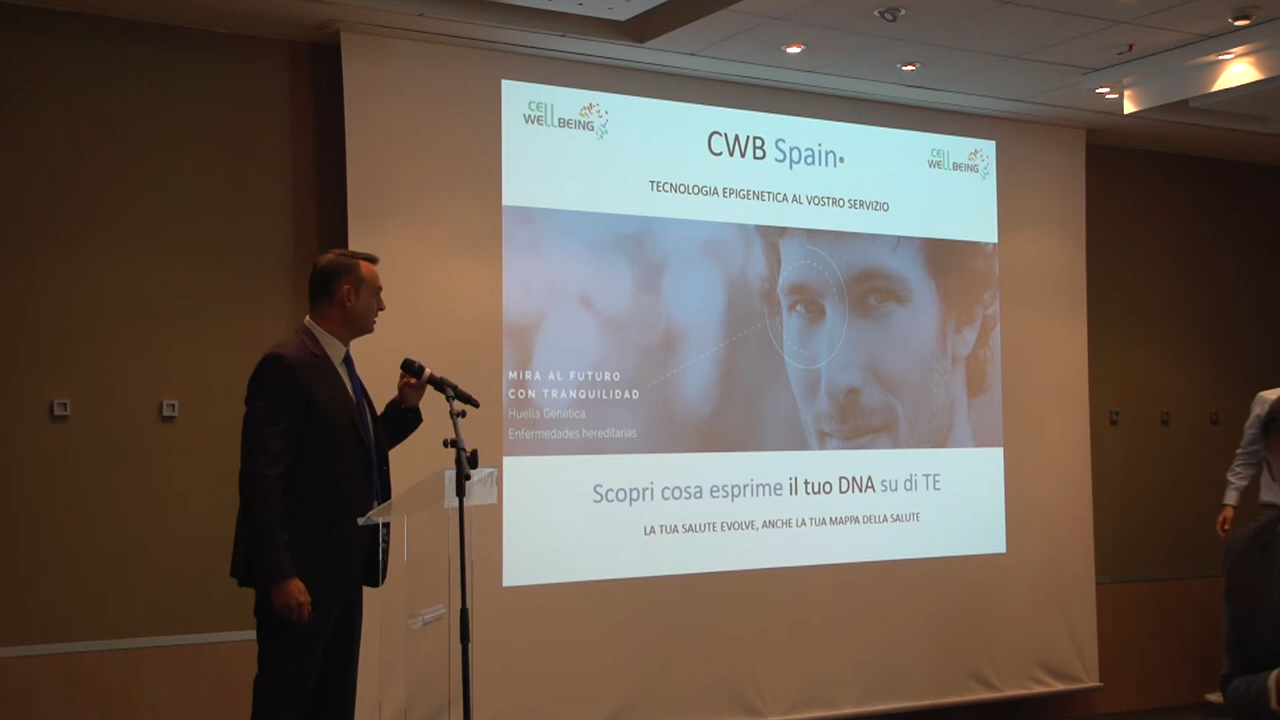 CELL
WELLBEING
CWB Spain
CELL
WELLBEING
TECNOLOGIA EPIGENETICA AL VOSTRO SERVIZIO
MIRA AL FUTURO
CON TRANQUILIDAD
Huella Genética
Enfermedades hereditarias
Scopri cosa esprime il tuo DNA su di TE
LA TUA SALUTE EVOLVE, ANCHE LA TUA MAPPA DELLA SALUTE